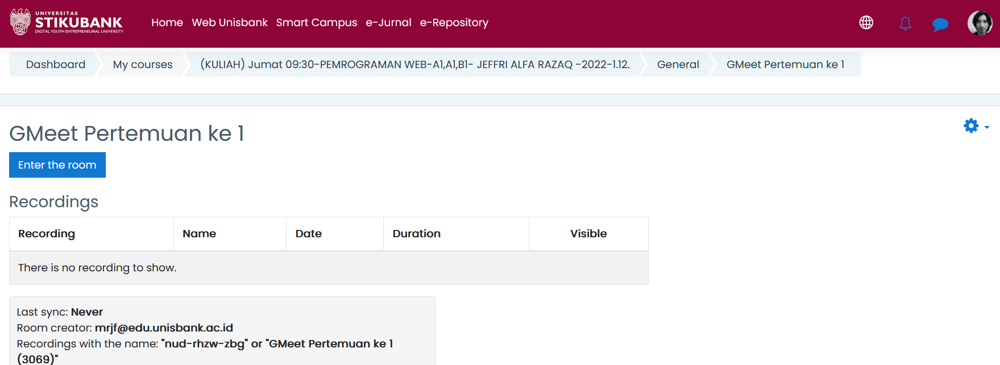 UNIVERSITAS
STIKUBANK
DIGITAL YOUTH ENTREPRENEURIAL UNIVERSITY
Home Web Unisbank Smart Campus e-Jurnal e-Repository
Dashboard My courses (KULIAH) Jumat 09:30-PEMROGRAMAN WEB-A1,A1,B1- JEFFRI ALFA RAZAQ -2022-1.12. General GMeet Pertemuan ke 1
GMeet Pertemuan ke 1
Enter the room
Recordings
Recording Name Date Duration Visible
There is no recording to show.
Last sync: Never
Room creator: mrjf@edu.unisbank.ac.id
Recordings with the name: "nud-rhzw-zbg" or "GMeet Pertemuan ke 1
(3069)"